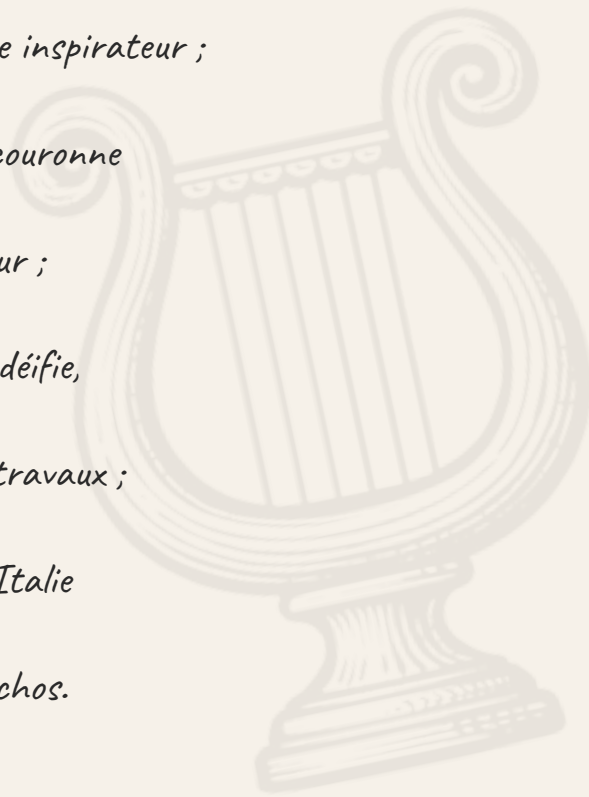 e inspirateur ;
couronne
ur ;
déifie,
travaux ;
Italie
chos.